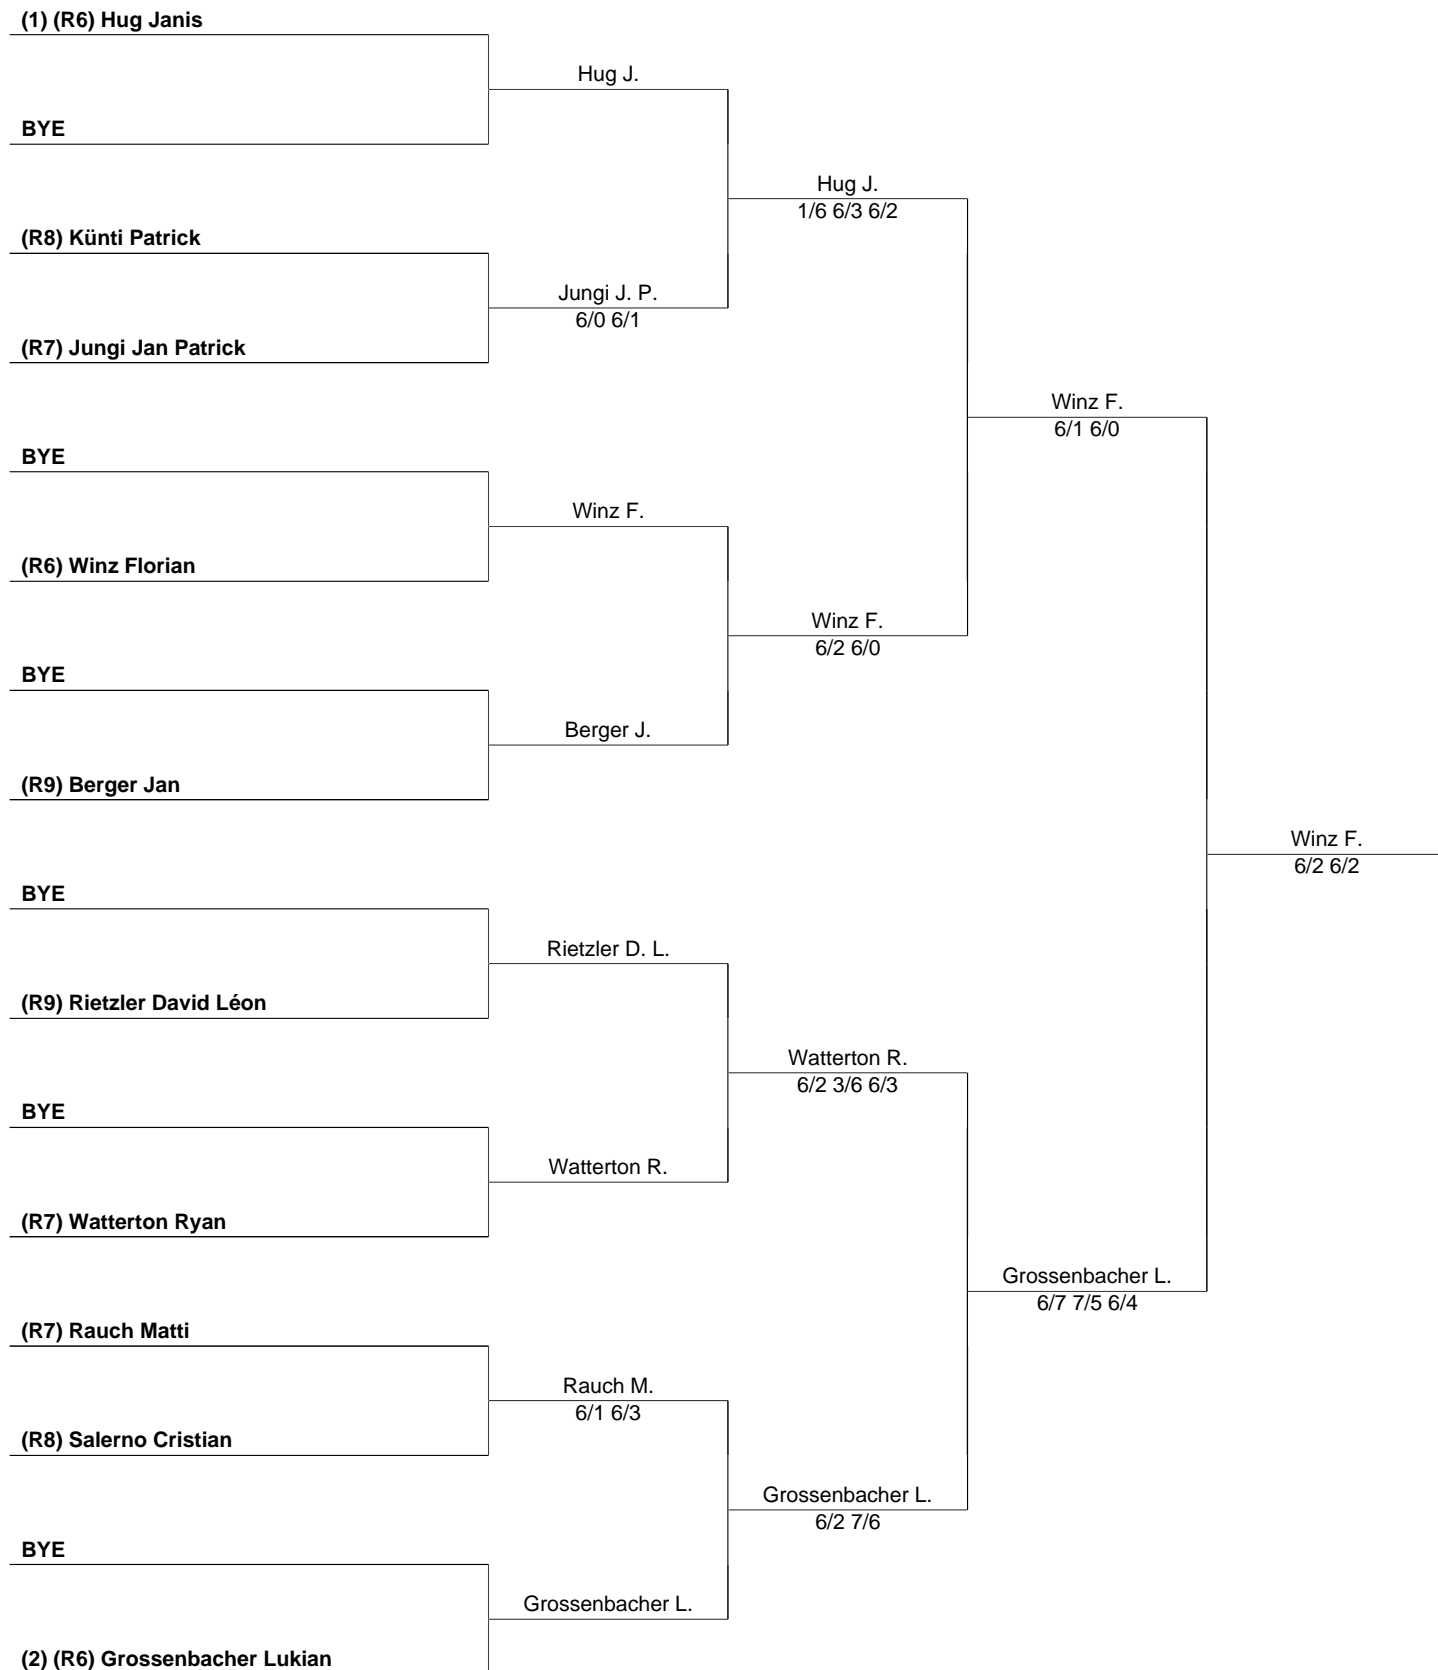 (1) (R6) Hug Janis
Hug J.
BYE
Hug J.
1/6 6/3 6/2
(R8) Künti Patrick
Jungi J. P.
6/0 6/1
(R7) Jungi Jan Patrick
Winz F.
6/1 6/0
BYE
Winz F.
(R6) Winz Florian
Winz F.
6/2 6/0
BYE
Berger J.
(R9) Berger Jan
Winz F.
6/2 6/2
BYE
Rietzler D. L.
(R9) Rietzler David Léon
Watterton R.
6/2 3/6 6/3
BYE
Watterton R.
(R7) Watterton Ryan
Grossenbacher L.
6/7 7/5 6/4
(R7) Rauch Matti
Rauch M.
6/1 6/3
(R8) Salerno Cristian
Grossenbacher L.
6/2 7/6
BYE
Grossenbacher L.
(2) (R6) Grossenbacher Lukian